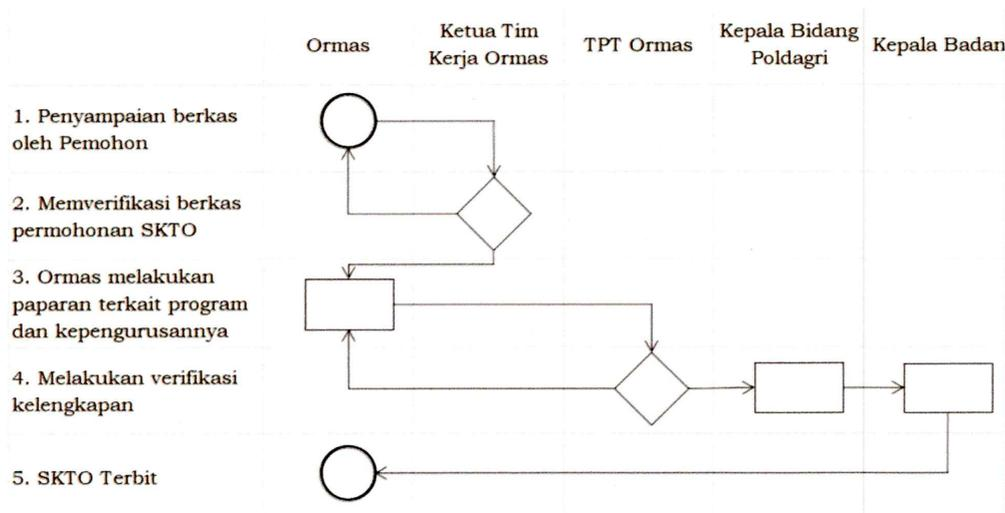 Ormas
Ketua Tim
Kerja Ormas
TPT Ormas
Kepala Bidang
Poldagri
Kepala Badan
1. Penyampaian berkas
oleh Pemohon
2. Memverifikasi berkas
permohonan SKTO
3. Ormas melakukan
paparan terkait program
dan kepengurusannya
4. Melakukan verifikasi
kelengkapan
5. SKTO Terbit